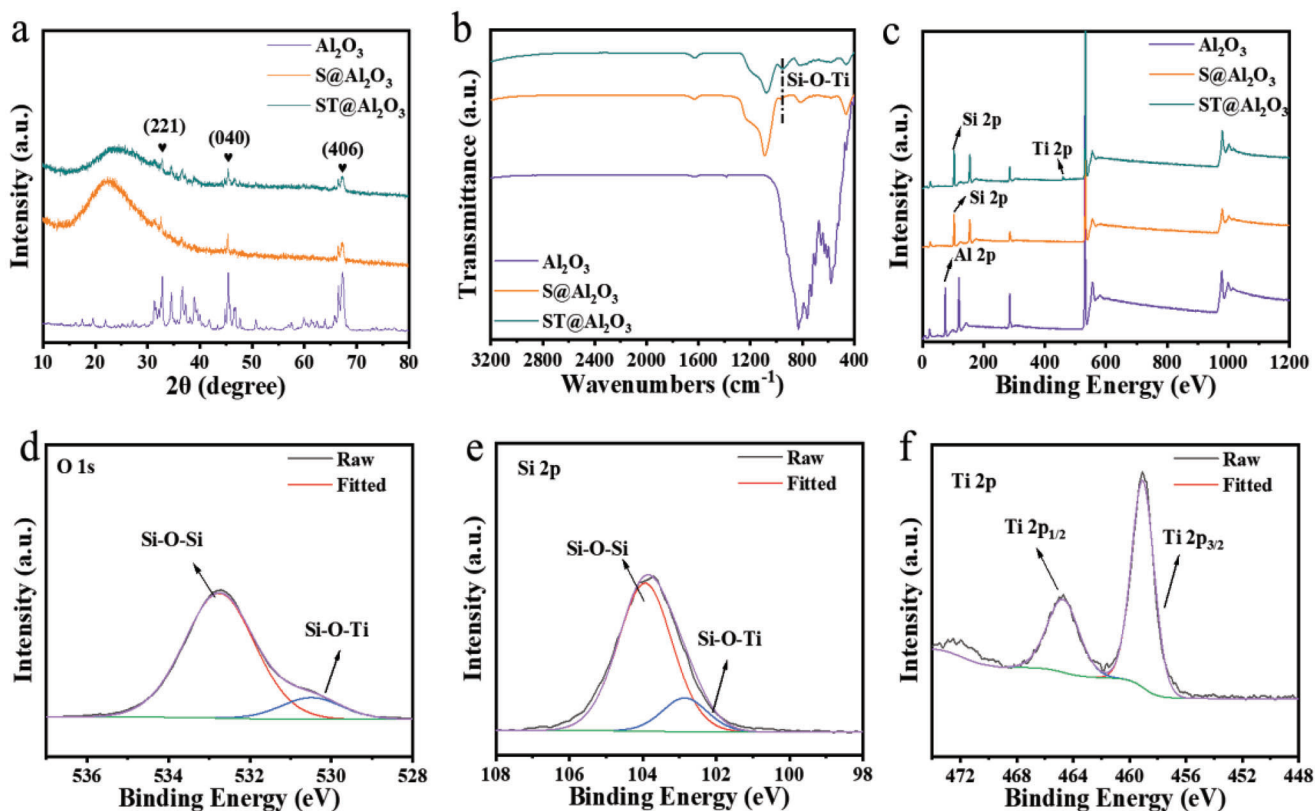 a
Al₂O₃
S@Al₂O₃
ST@Al₂O₃
(221)
(040)
(406)
Intensity (a.u.)
10 20 30 40 50 60 70 80
2θ (degree)
b
Si-O-Ti
Al₂O₃
S@Al₂O₃
ST@Al₂O₃
Transmittance (a.u.)
3200 2800 2400 2000 1600 1200 800 400
Wavenumbers (cm⁻¹)
c
Al₂O₃
S@Al₂O₃
ST@Al₂O₃
Si 2p
Ti 2p
Si 2p
Al 2p
Intensity (a.u.)
0 200 400 600 800 1000 1200
Binding Energy (eV)
d
O 1s
Raw
Fitted
Si-O-Si
Si-O-Ti
Intensity (a.u.)
536 534 532 530 528
Binding Energy (eV)
e
Si 2p
Raw
Fitted
Si-O-Si
Si-O-Ti
Intensity (a.u.)
108 106 104 102 100 98
Binding Energy (eV)
f
Ti 2p
Raw
Fitted
Ti 2p₁/₂
Ti 2p₃/₂
Intensity (a.u.)
472 468 464 460 456 452 448
Binding Energy (eV)